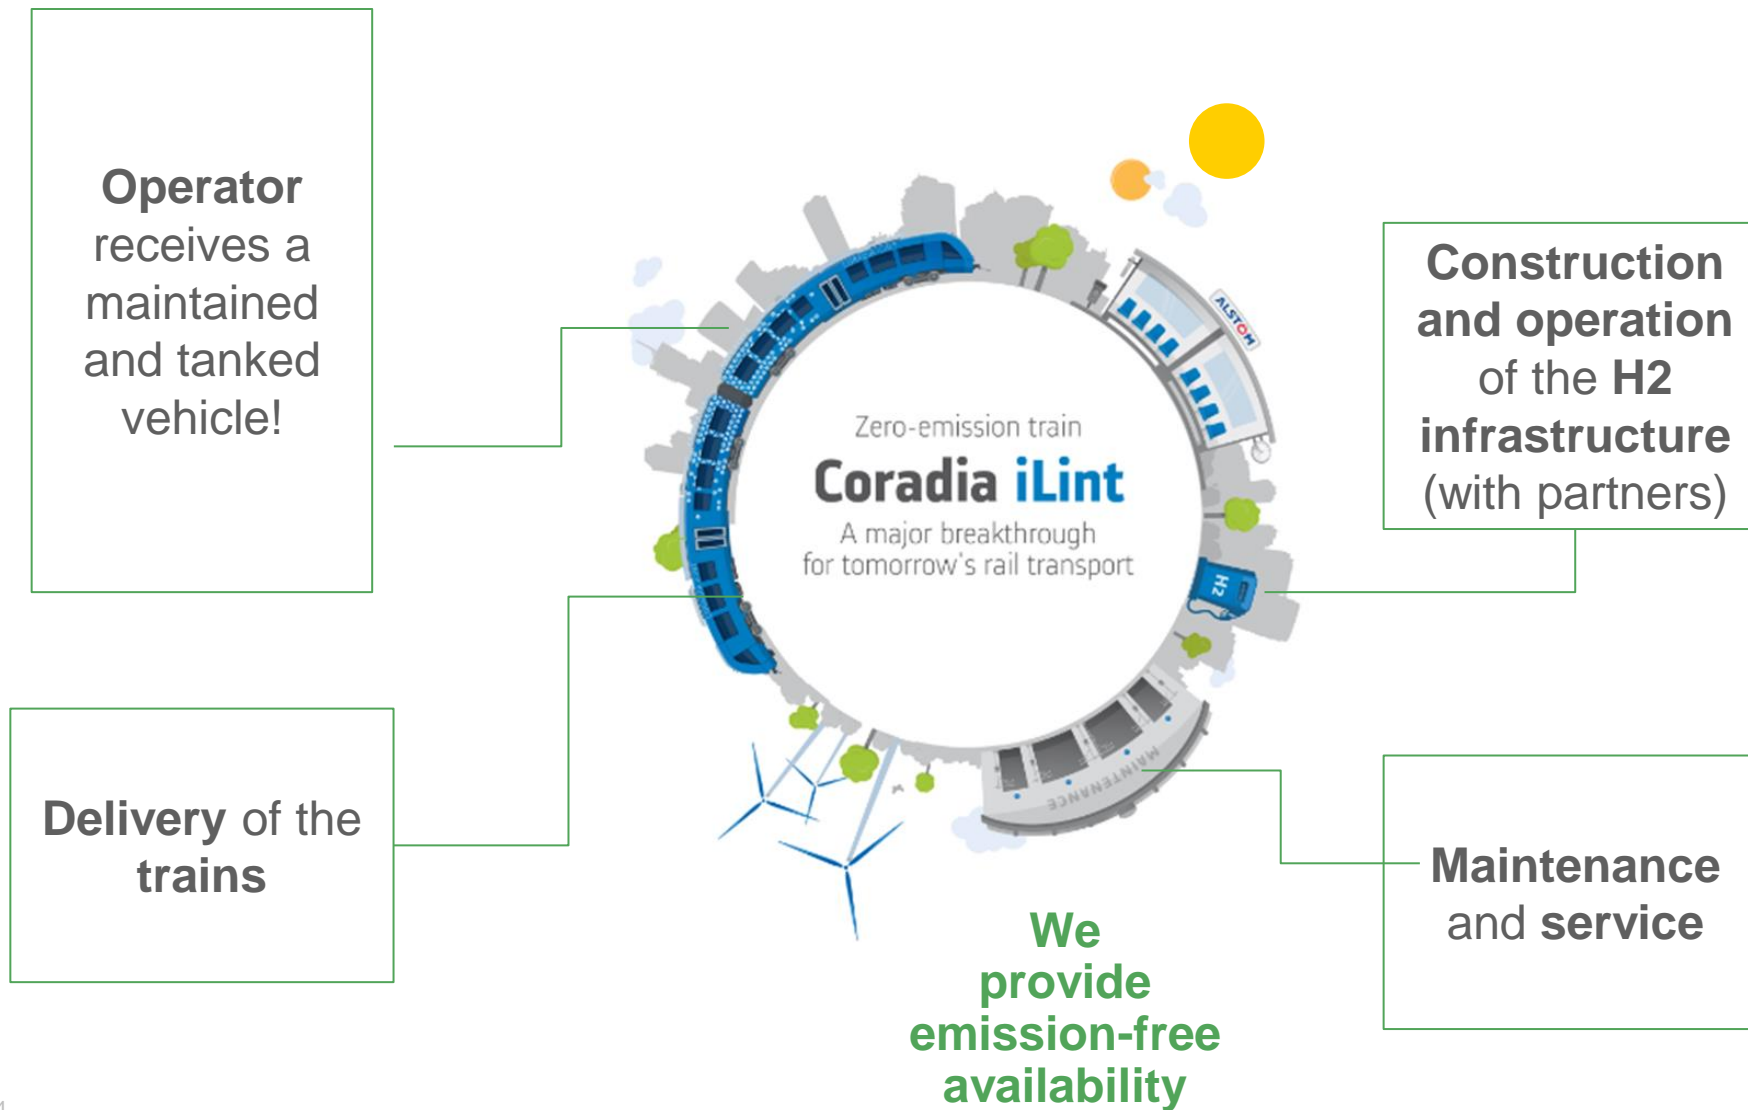 Operator
receives a
maintained
and tanked
vehicle!
Delivery of the
trains
Zero-emission train
Coradia iLint
A major breakthrough
for tomorrow's rail transport
ALSTOM
H2
MAINTENANCE
Construction
and operation
of the H2
infrastructure
(with partners)
Maintenance
and service
We
provide
emission-free
availability